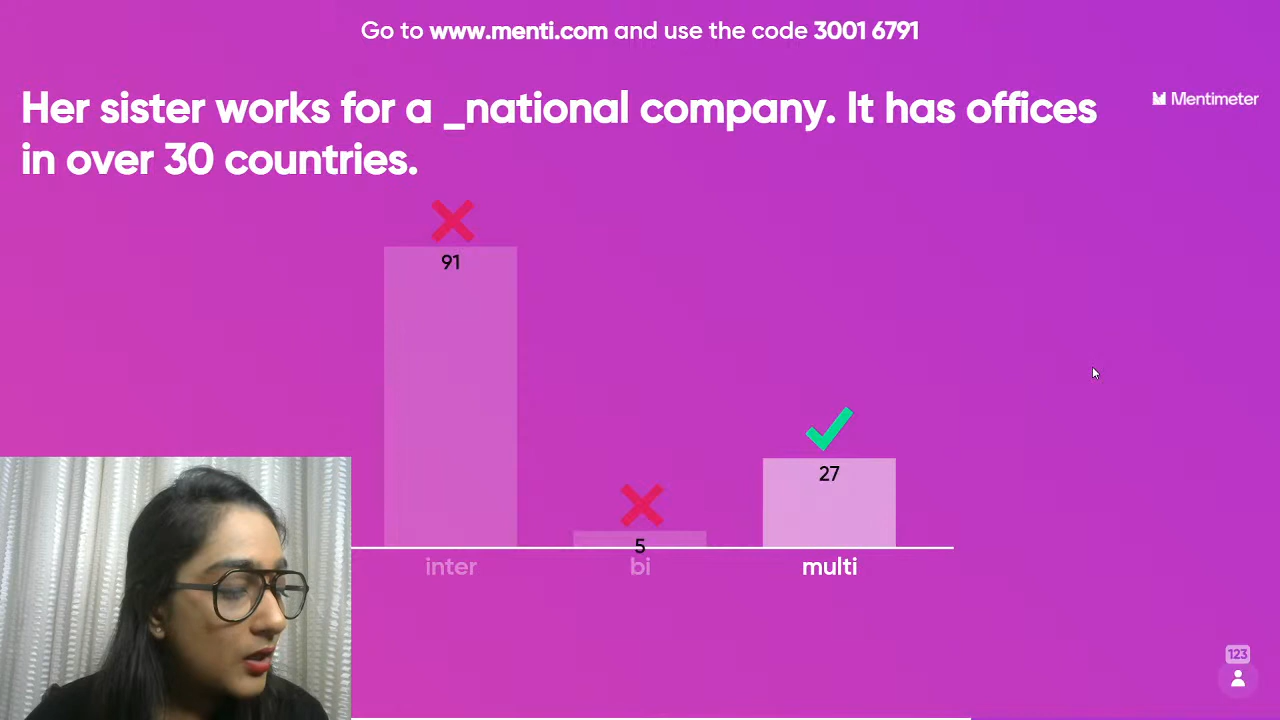 Go to www.menti.com and use the code 3001 6791
Her sister works for a _national company. It has offices
in over 30 countries.
Mentimeter
91
5
27
inter
bi
multi
123